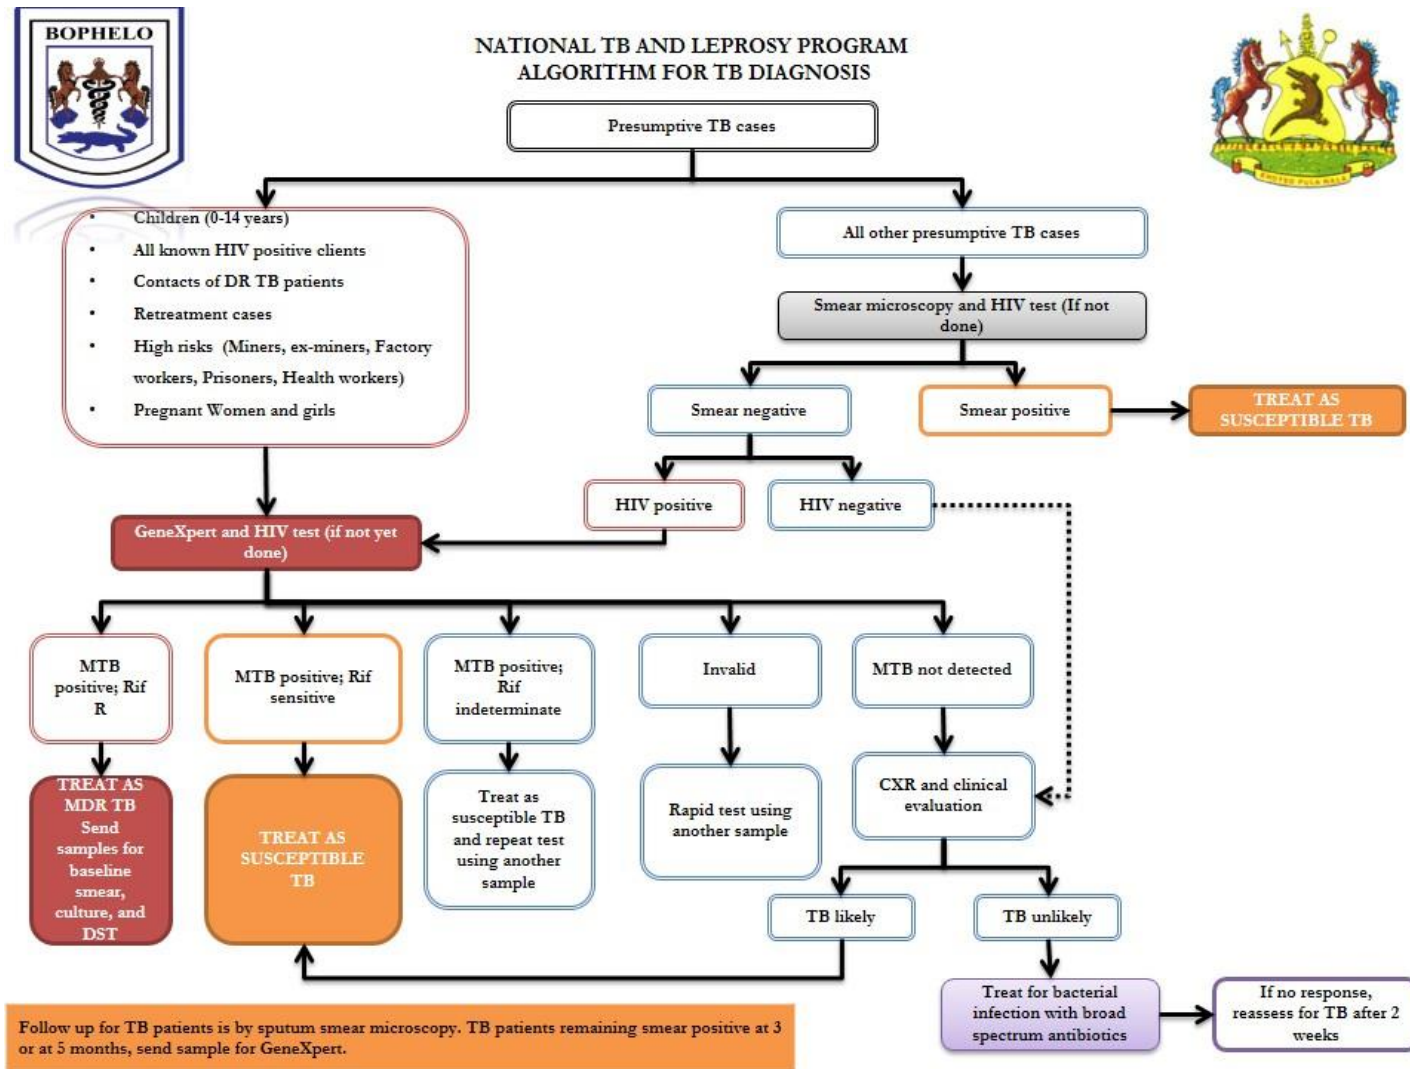 BOPHELO
NATIONAL TB AND LEPROSY PROGRAM
ALGORITHM FOR TB DIAGNOSIS
Presumptive TB cases
• Children (0-14 years)
• All known HIV positive clients
• Contacts of DR TB patients
• Retreatment cases
• High risks (Miners, ex-miners, Factory
workers, Prisoners, Health workers)
• Pregnant Women and girls
All other presumptive TB cases
Smear microscopy and HIV test (If not
done)
Smear negative
Smear positive
TREAT AS
SUSCEPTIBLE TB
HIV positive
HIV negative
GeneXpert and HIV test (if not yet
done)
MTB
positive; Rif
R
MTB positive; Rif
sensitive
MTB positive;
Rif
indeterminate
Invalid
MTB not detected
TREAT AS
MDR TB
Send
samples for
baseline
smear,
culture, and
DST
TREAT AS
SUSCEPTIBLE
TB
Treat as
susceptible TB
and repeat test
using another
sample
Rapid test using
another sample
CXR and clinical
evaluation
TB likely
TB unlikely
Treat for bacterial
infection with broad
spectrum antibiotics
If no response,
reassess for TB after 2
weeks
Follow up for TB patients is by sputum smear microscopy. TB patients remaining smear positive at 3
or at 5 months, send sample for GeneXpert.